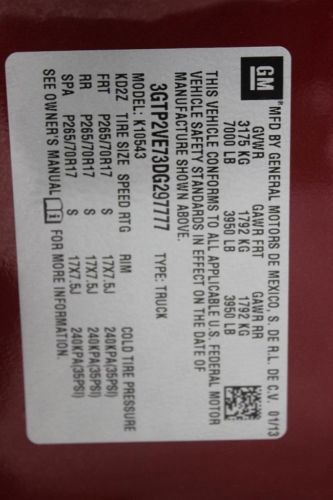 GM MFD BY GENERAL MOTORS DE MEXICO, S. DE R.L. DE C.V. 01/13
GVWR GAWR FRT GAWR RR
3175 KG 1792 KG 1792 KG
7000 LB 3950 LB 3950 LB
THIS VEHICLE CONFORMS TO ALL APPLICABLE U.S. FEDERAL MOTOR
VEHICLE SAFETY STANDARDS IN EFFECT ON THE DATE OF
MANUFACTURE SHOWN ABOVE.
3GTP2VE73DG297777 TYPE: TRUCK
MODEL: K10543
KD2Z TIRE SIZE SPEED RTG RIM COLD TIRE PRESSURE
FRT P265/70R17 S 17X7.5J 240KPA(35PSI)
RR P265/70R17 S 17X7.5J 240KPA(35PSI)
SPA P265/70R17 S 17X7.5J 240KPA(35PSI)
SEE OWNER'S MANUAL FOR MORE INFORMATION.